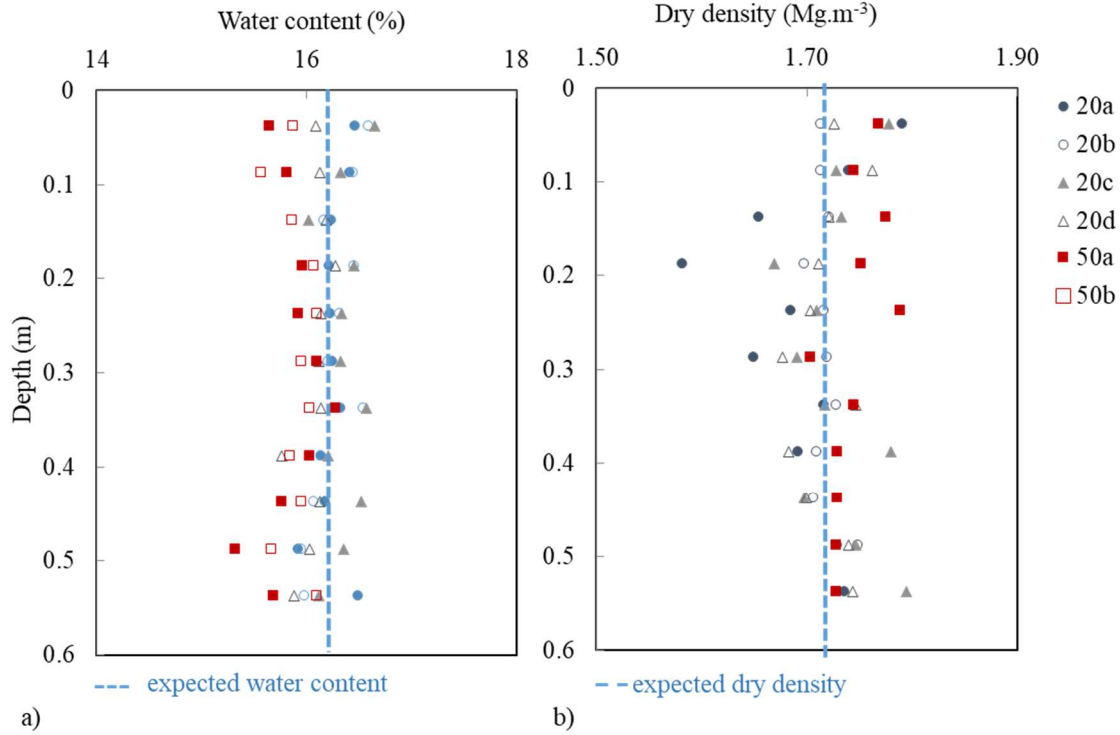 Water content (%)
14 16 18
0
0.1
0.2
0.3
0.4
0.5
0.6
Depth (m)
expected water content
a)
Dry density (Mg.m-3)
1.50 1.70 1.90
0
0.1
0.2
0.3
0.4
0.5
0.6
expected dry density
b)
20a
20b
20c
20d
50a
50b